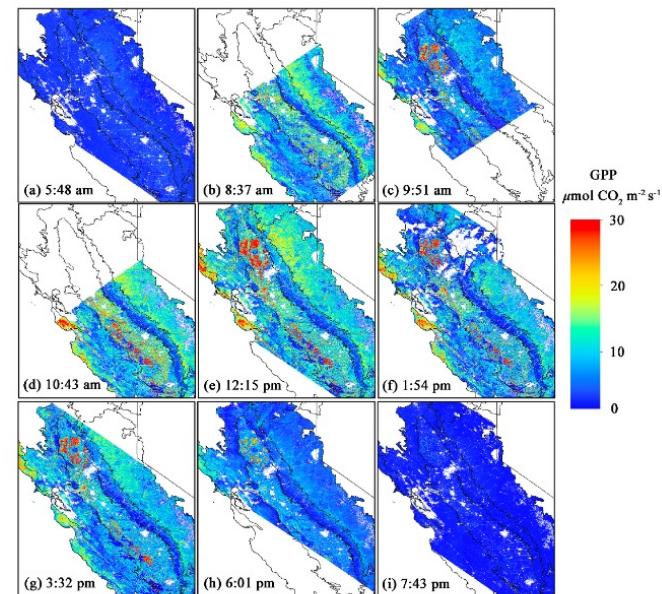 (a) 5:48 am
(b) 8:37 am
(c) 9:51 am
GPP
μmol CO₂ m⁻² s⁻¹
30
20
10
0
(d) 10:43 am
(e) 12:15 pm
(f) 1:54 pm
(g) 3:32 pm
(h) 6:01 pm
(i) 7:43 pm